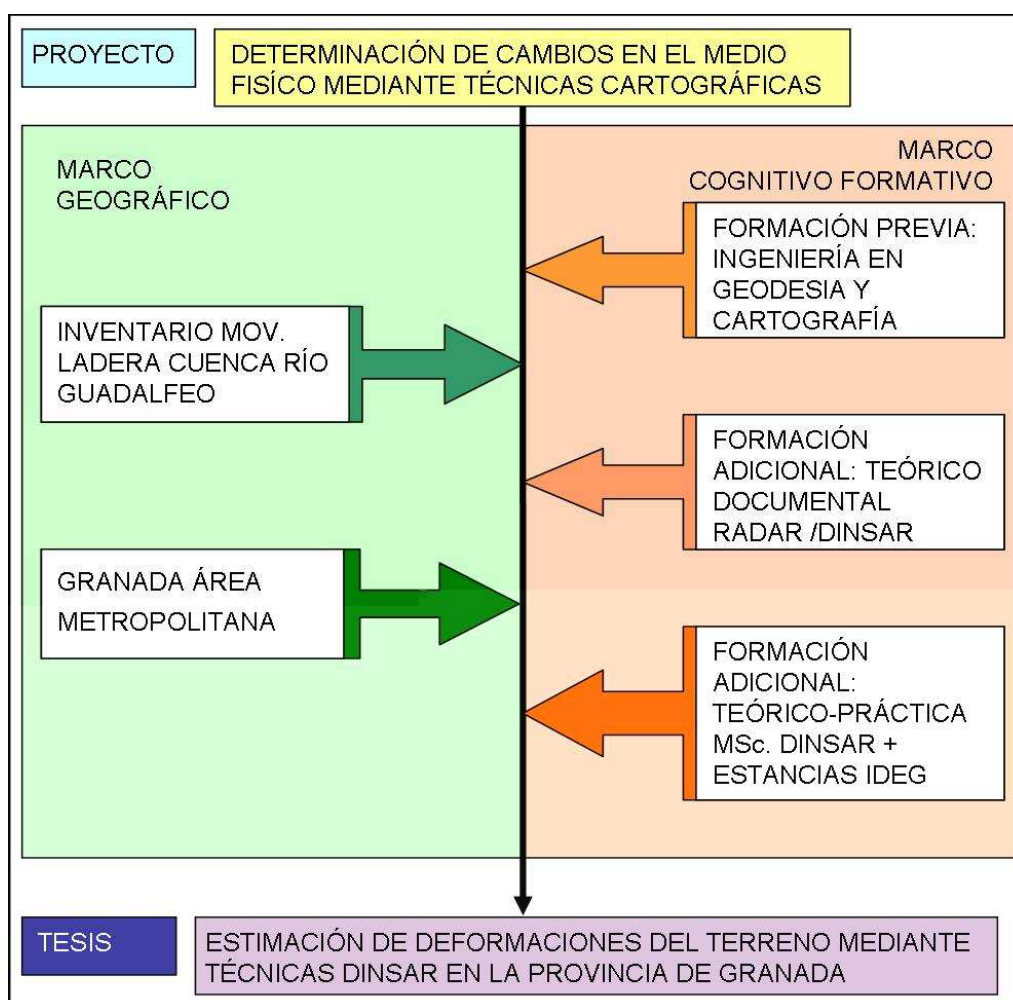 PROYECTO
DETERMINACIÓN DE CAMBIOS EN EL MEDIO
FISÍCO MEDIANTE TÉCNICAS CARTOGRÁFICAS
MARCO
GEOGRÁFICO
MARCO
COGNITIVO FORMATIVO
FORMACIÓN PREVIA:
INGENIERÍA EN
GEODESIA Y
CARTOGRAFÍA
INVENTARIO MOV.
LADERA CUENCA RÍO
GUADALFEO
FORMACIÓN
ADICIONAL: TEÓRICO
DOCUMENTAL
RADAR /DINSAR
GRANADA ÁREA
METROPOLITANA
FORMACIÓN
ADICIONAL:
TEÓRICO-PRÁCTICA
MSc. DINSAR +
ESTANCIAS IDEG
TESIS
ESTIMACIÓN DE DEFORMACIONES DEL TERRENO MEDIANTE
TÉCNICAS DINSAR EN LA PROVINCIA DE GRANADA